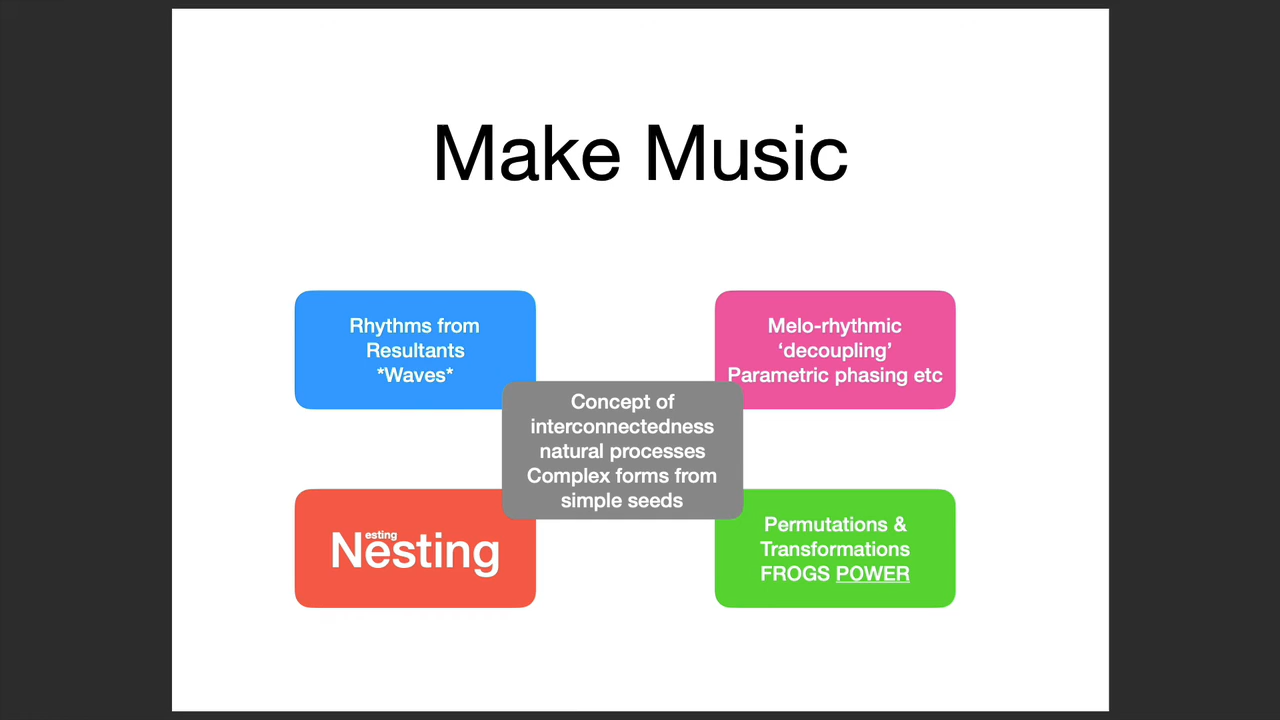 Make Music
Rhythms from
Resultants
*Waves*
Melo-rhythmic
‘decoupling’
Parametric phasing etc
Concept of
interconnectedness
natural processes
Complex forms from
simple seeds
esting
Nesting
Permutations &
Transformations
FROGS POWER